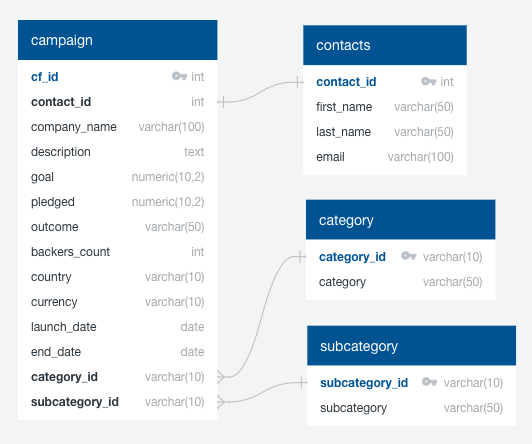 campaign
cf_id int
contact_id int
company_name varchar(100)
description text
goal numeric(10,2)
pledged numeric(10,2)
outcome varchar(50)
backers_count int
country varchar(10)
currency varchar(10)
launch_date date
end_date date
category_id varchar(10)
subcategory_id varchar(10)
contacts
contact_id int
first_name varchar(50)
last_name varchar(50)
email varchar(100)
category
category_id varchar(10)
category varchar(50)
subcategory
subcategory_id varchar(10)
subcategory varchar(50)